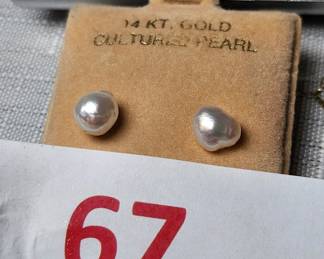 14 KT. GOLD
CULTURED PEARL
67